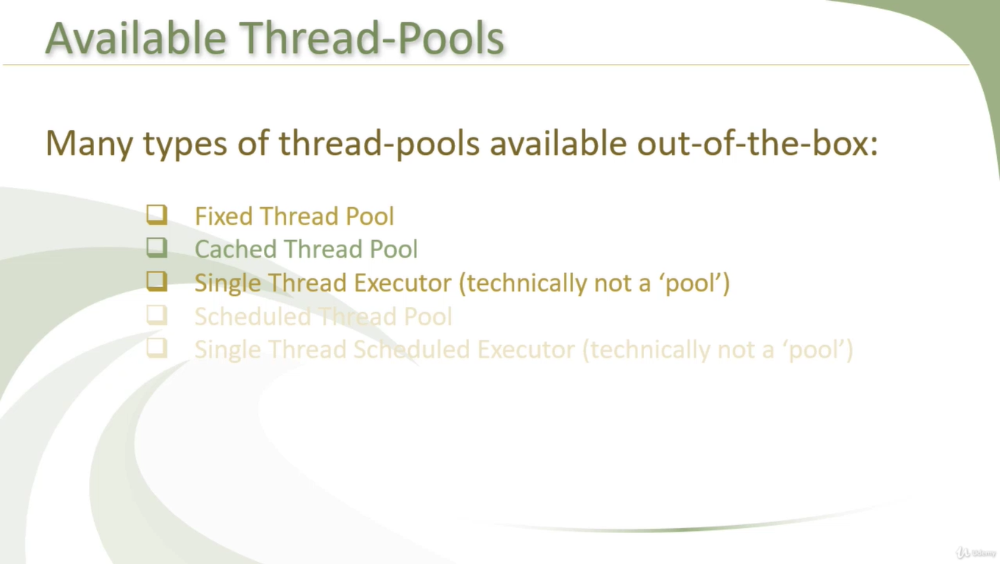 Available Thread-Pools
Many types of thread-pools available out-of-the-box:
❑ Fixed Thread Pool
❑ Cached Thread Pool
❑ Single Thread Executor (technically not a ‘pool’)
❑ Scheduled Thread Pool
❑ Single Thread Scheduled Executor (technically not a ‘pool’)
Udemy